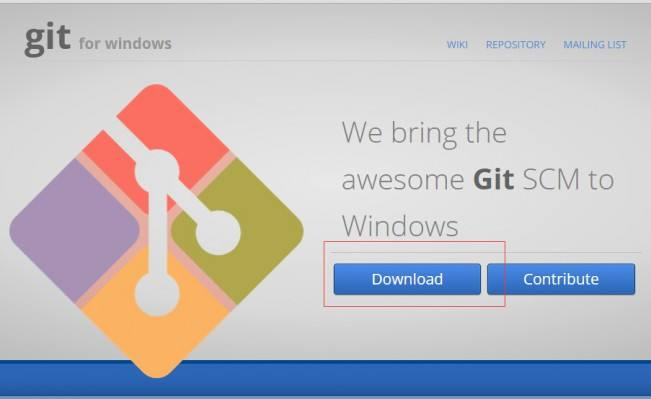 git for windows
WIKI REPOSITORY MAILING LIST
We bring the
awesome Git SCM to
Windows
Download Contribute